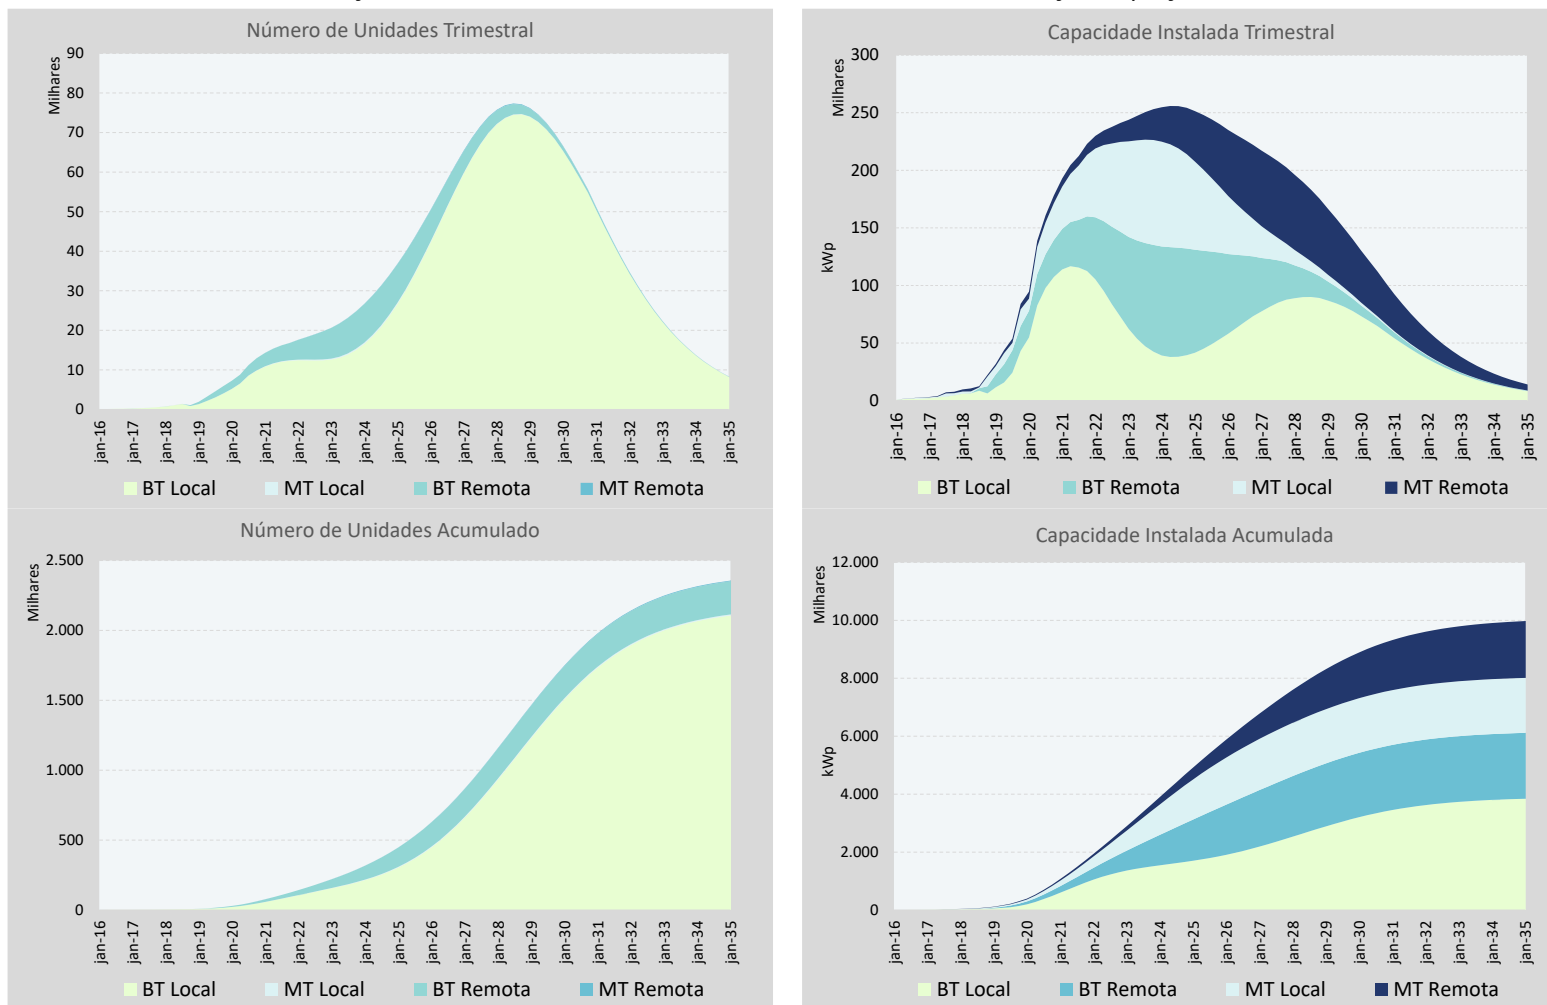 Número de Unidades Trimestral
Milhares
90
80
70
60
50
40
30
20
10
0
jan-16 jan-17 jan-18 jan-19 jan-20 jan-21 jan-22 jan-23 jan-24 jan-25 jan-26 jan-27 jan-28 jan-29 jan-30 jan-31 jan-32 jan-33 jan-34 jan-35
BT Local MT Local BT Remota MT Remota
Capacidade Instalada Trimestral
Milhares
kWp
300
250
200
150
100
50
0
jan-16 jan-17 jan-18 jan-19 jan-20 jan-21 jan-22 jan-23 jan-24 jan-25 jan-26 jan-27 jan-28 jan-29 jan-30 jan-31 jan-32 jan-33 jan-34 jan-35
BT Local BT Remota MT Local MT Remota
Número de Unidades Acumulado
Milhares
2.500
2.000
1.500
1.000
500
0
jan-16 jan-17 jan-18 jan-19 jan-20 jan-21 jan-22 jan-23 jan-24 jan-25 jan-26 jan-27 jan-28 jan-29 jan-30 jan-31 jan-32 jan-33 jan-34 jan-35
BT Local MT Local BT Remota MT Remota
Capacidade Instalada Acumulada
Milhares
kWp
12.000
10.000
8.000
6.000
4.000
2.000
0
jan-16 jan-17 jan-18 jan-19 jan-20 jan-21 jan-22 jan-23 jan-24 jan-25 jan-26 jan-27 jan-28 jan-29 jan-30 jan-31 jan-32 jan-33 jan-34 jan-35
BT Local BT Remota MT Local MT Remota